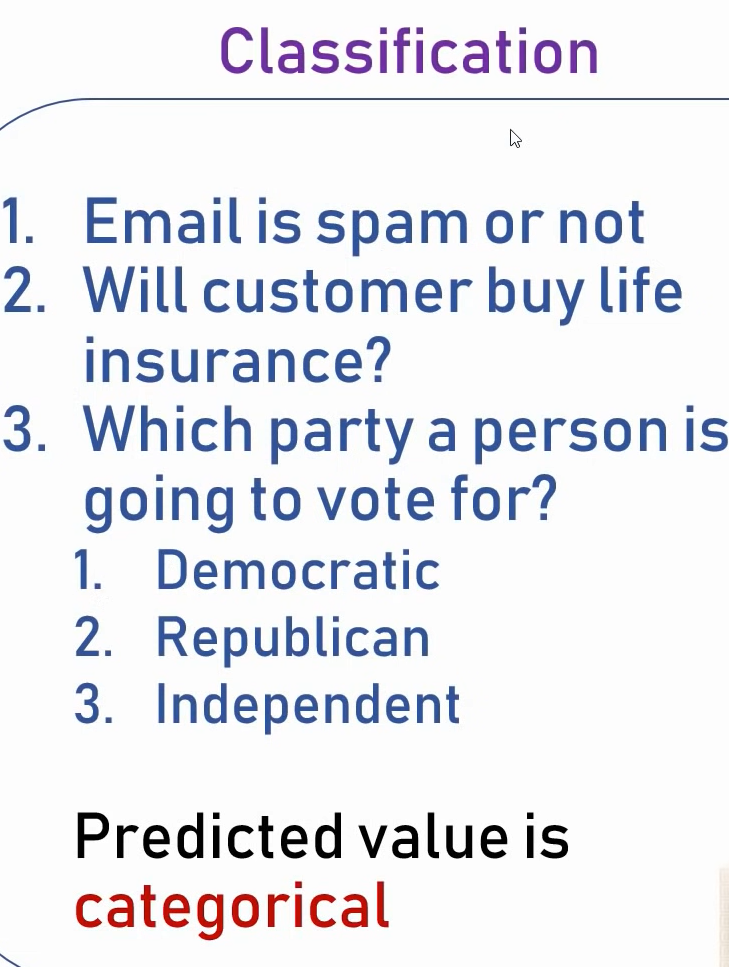 Classification
1. Email is spam or not
2. Will customer buy life
insurance?
3. Which party a person is
going to vote for?
1. Democratic
2. Republican
3. Independent
Predicted value is
categorical